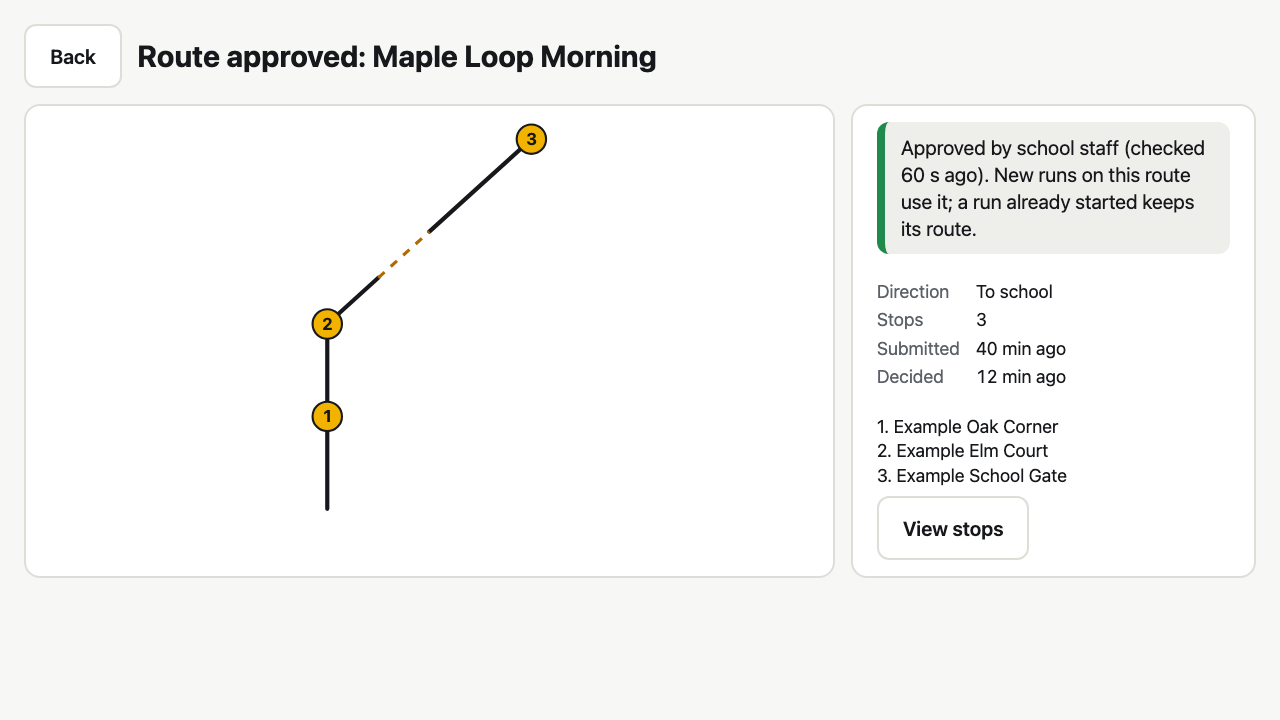 Back
Route approved: Maple Loop Morning
3
2
1
Approved by school staff (checked
60 s ago). New runs on this route
use it; a run already started keeps
its route.
Direction To school
Stops 3
Submitted 40 min ago
Decided 12 min ago
1. Example Oak Corner
2. Example Elm Court
3. Example School Gate
View stops